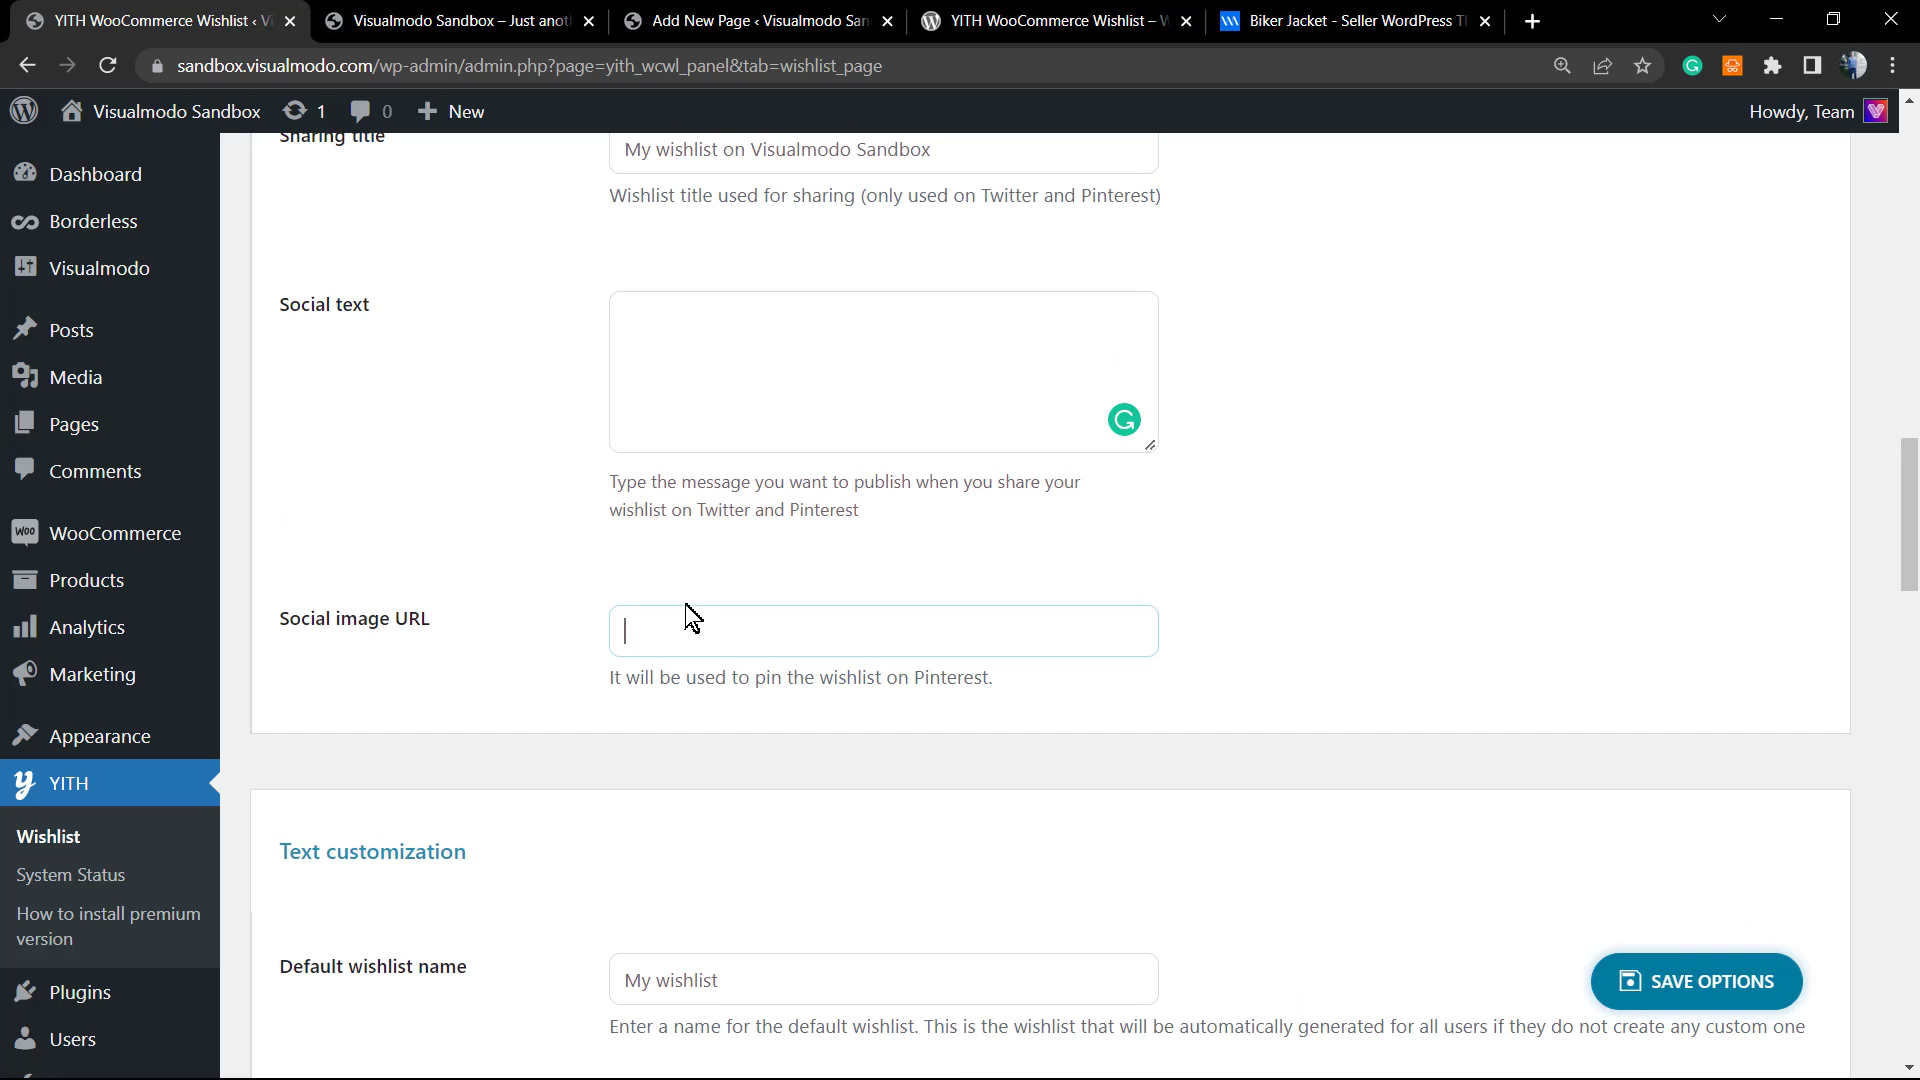 YITH WooCommerce Wishlist ‹ Vi
Visualmodo Sandbox – Just anot
Add New Page ‹ Visualmodo San
YITH WooCommerce Wishlist – W
Biker Jacket - Seller WordPress T
sandbox.visualmodo.com/wp-admin/admin.php?page=yith_wcwl_panel&tab=wishlist_page
Visualmodo Sandbox
1
0
New
Howdy, Team
Dashboard
Borderless
Visualmodo
Posts
Media
Pages
Comments
Woo
WooCommerce
Products
Analytics
Marketing
Appearance
YITH
Wishlist
System Status
How to install premium
version
Plugins
Users
Sharing title
My wishlist on Visualmodo Sandbox
Wishlist title used for sharing (only used on Twitter and Pinterest)
Social text
Type the message you want to publish when you share your
wishlist on Twitter and Pinterest
Social image URL
It will be used to pin the wishlist on Pinterest.
Text customization
Default wishlist name
My wishlist
SAVE OPTIONS
Enter a name for the default wishlist. This is the wishlist that will be automatically generated for all users if they do not create any custom one